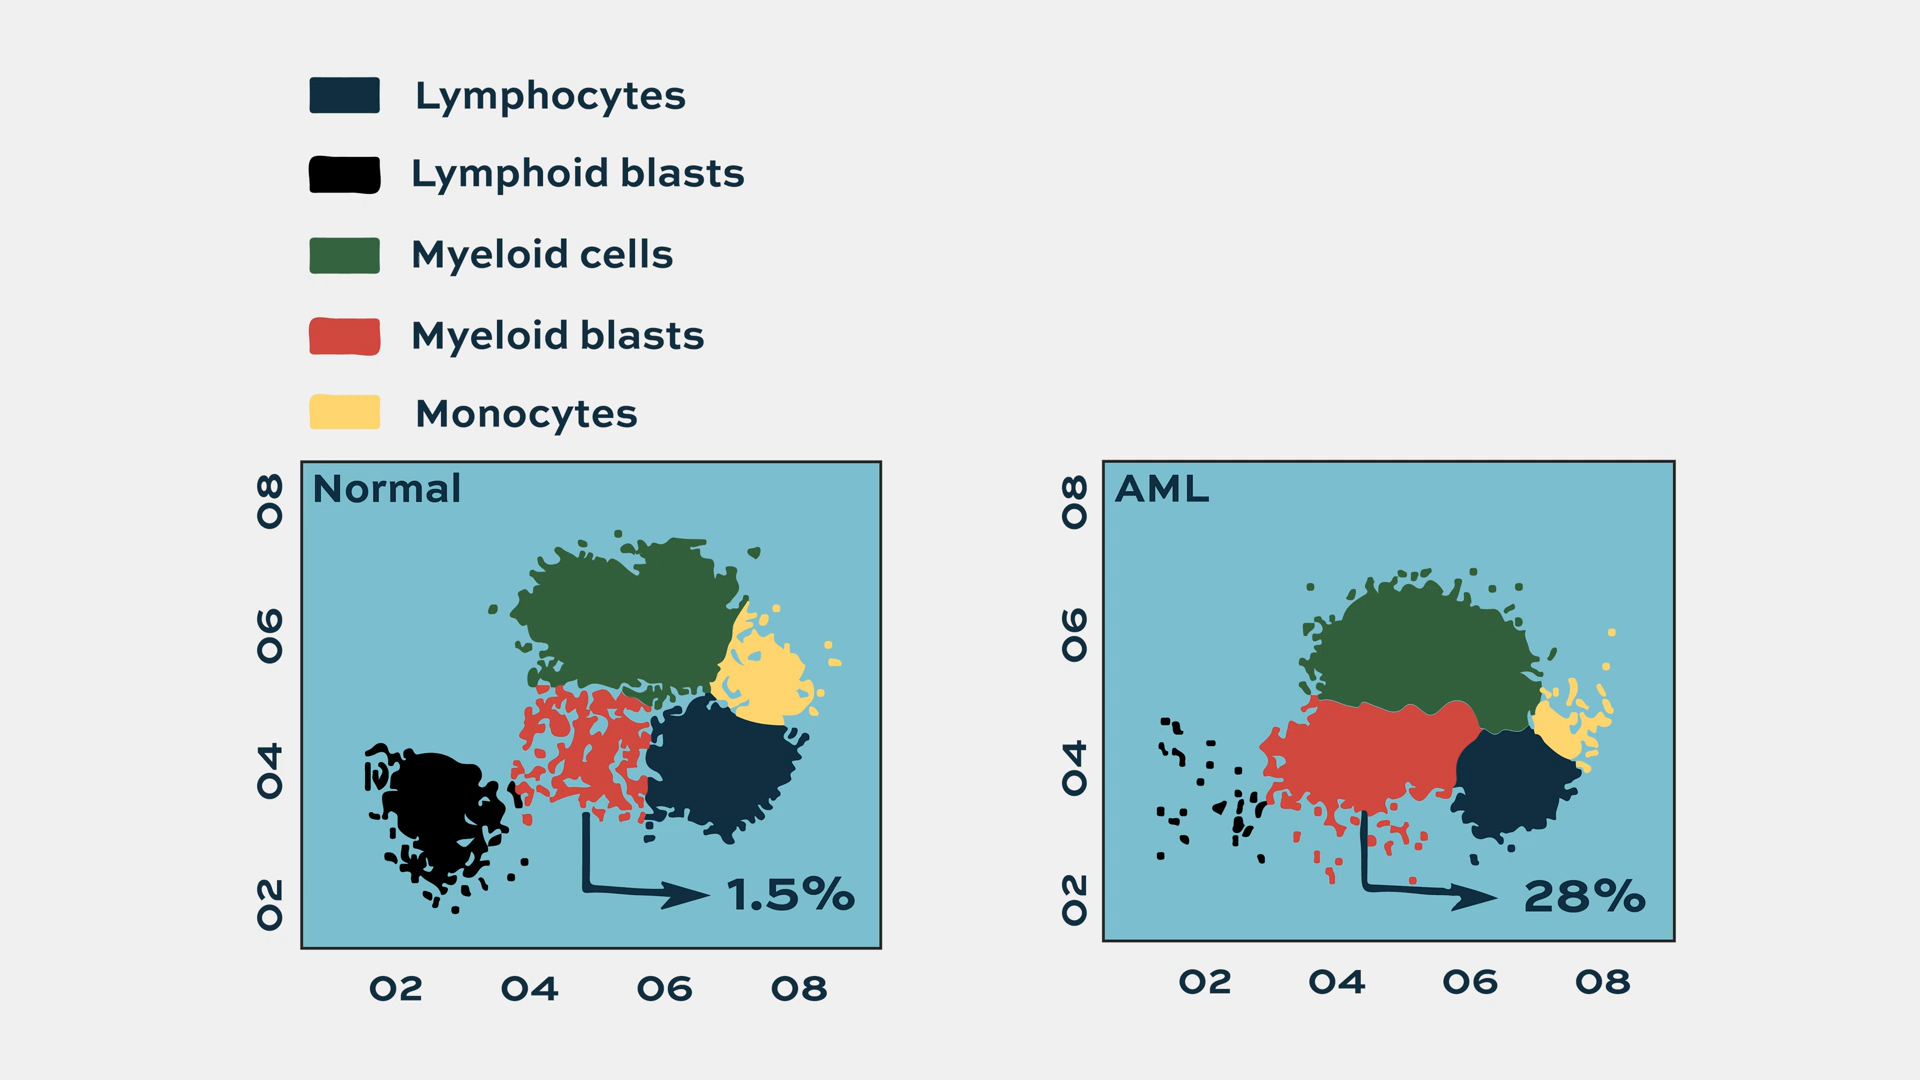 Lymphocytes
Lymphoid blasts
Myeloid cells
Myeloid blasts
Monocytes
Normal
08
06
04
02
1.5%
02 04 06 08
AML
08
06
04
02
28%
02 04 06 08